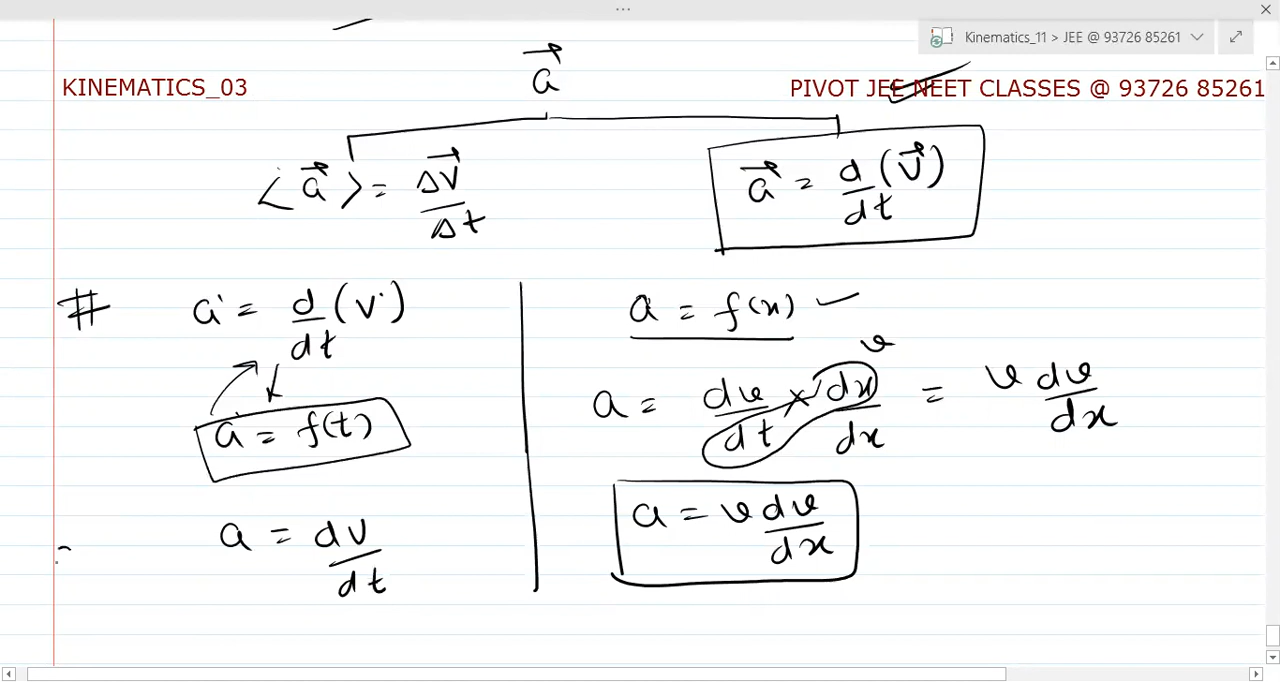 Kinematics_11 > JEE @ 93726 85261
KINEMATICS_03
PIVOT JEE NEET CLASSES @ 93726 85261
a⃗
⟨a⃗⟩ = Δv⃗/Δt
a⃗ = d/dt (v⃗)
# a = d/dt (v)
a = f(t)
a = dv/dt
a = f(x) ✓
v
a = dv/dt × dx/dx = v dv/dx
a = v dv/dx